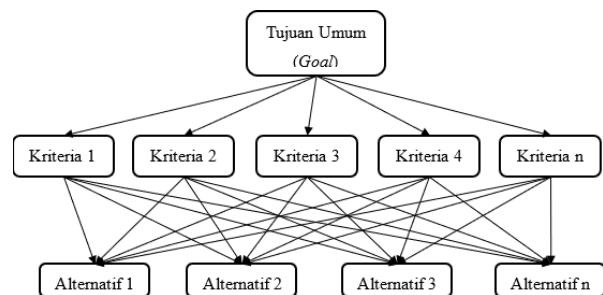 Tujuan Umum
(Goal)
Kriteria 1
Kriteria 2
Kriteria 3
Kriteria 4
Kriteria n
Alternatif 1
Alternatif 2
Alternatif 3
Alternatif n